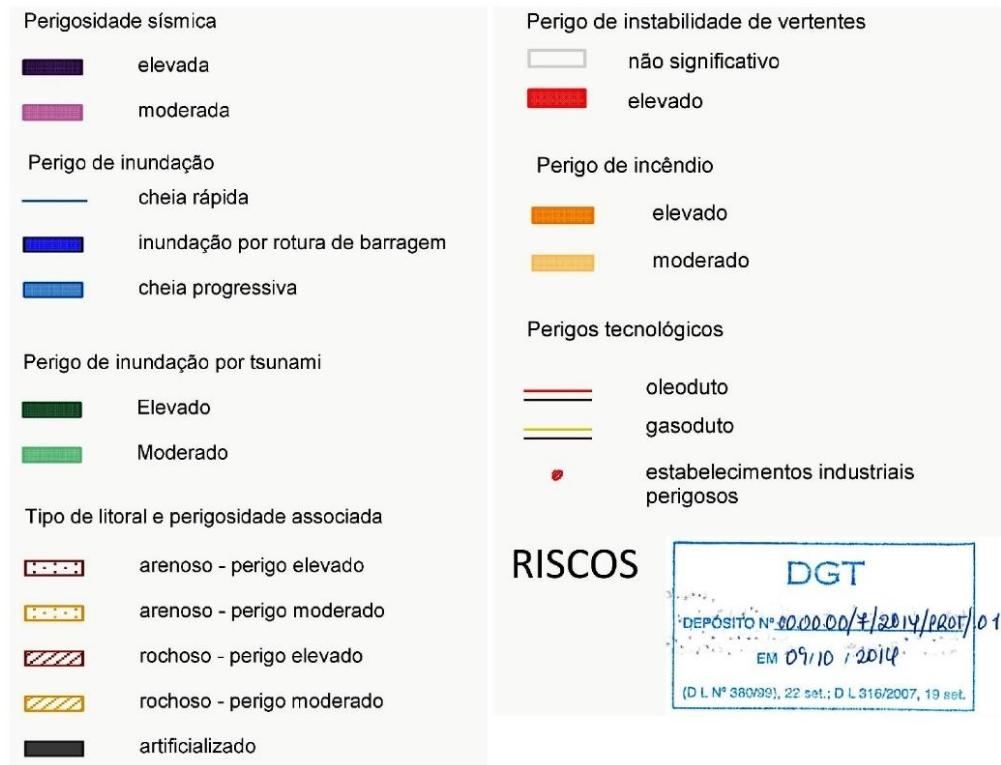 Perigosidade sísmica
elevada
moderada
Perigo de inundação
cheia rápida
inundação por rotura de barragem
cheia progressiva
Perigo de inundação por tsunami
Elevado
Moderado
Tipo de litoral e perigosidade associada
arenoso - perigo elevado
arenoso - perigo moderado
rochoso - perigo elevado
rochoso - perigo moderado
artificializado
Perigo de instabilidade de vertentes
não significativo
elevado
Perigo de incêndio
elevado
moderado
Perigos tecnológicos
oleoduto
gasoduto
estabelecimentos industriais
perigosos
RISCOS
DGT
DEPÓSITO Nº 00.00.00/7/2014/PROT/.01
EM 09/10 / 2014
(D L Nº 380/99), 22 set.; D L 316/2007, 19 set.